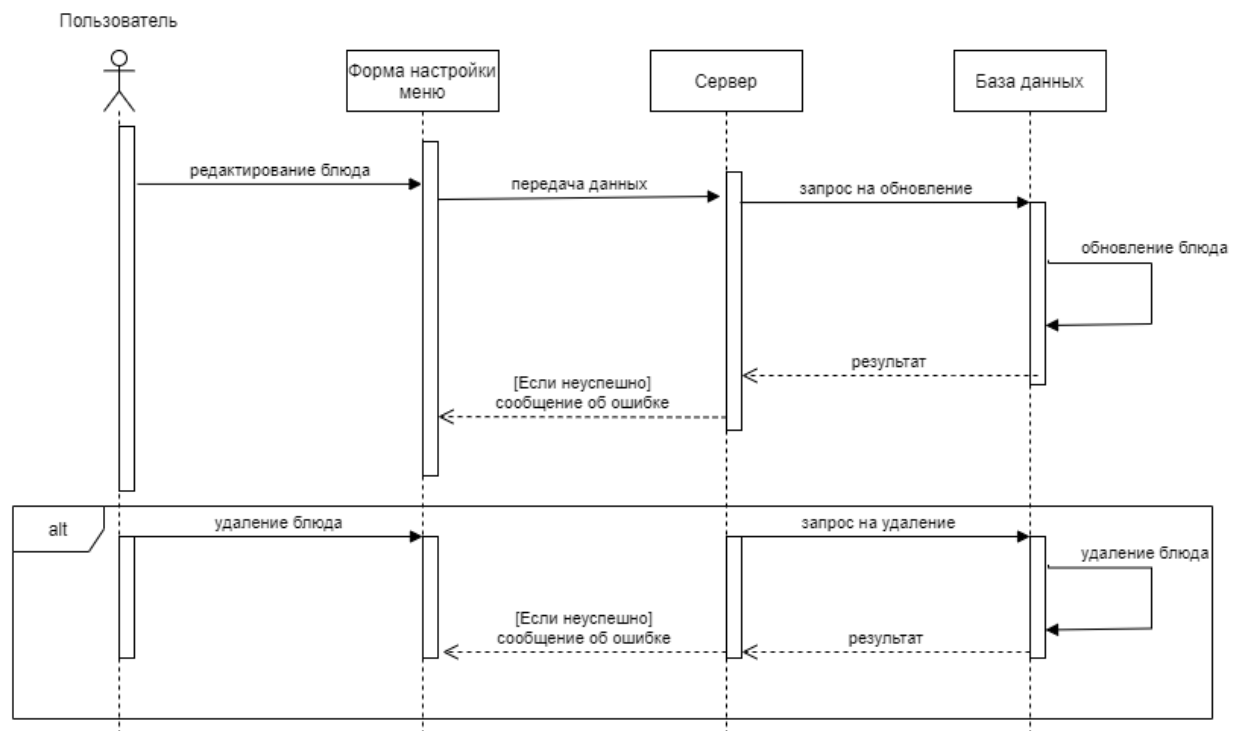 Пользователь
Форма настройки
меню
Сервер
База данных
редактирование блюда
передача данных
запрос на обновление
обновление блюда
результат
[Если неуспешно]
сообщение об ошибке
alt
удаление блюда
запрос на удаление
удаление блюда
[Если неуспешно]
сообщение об ошибке
результат